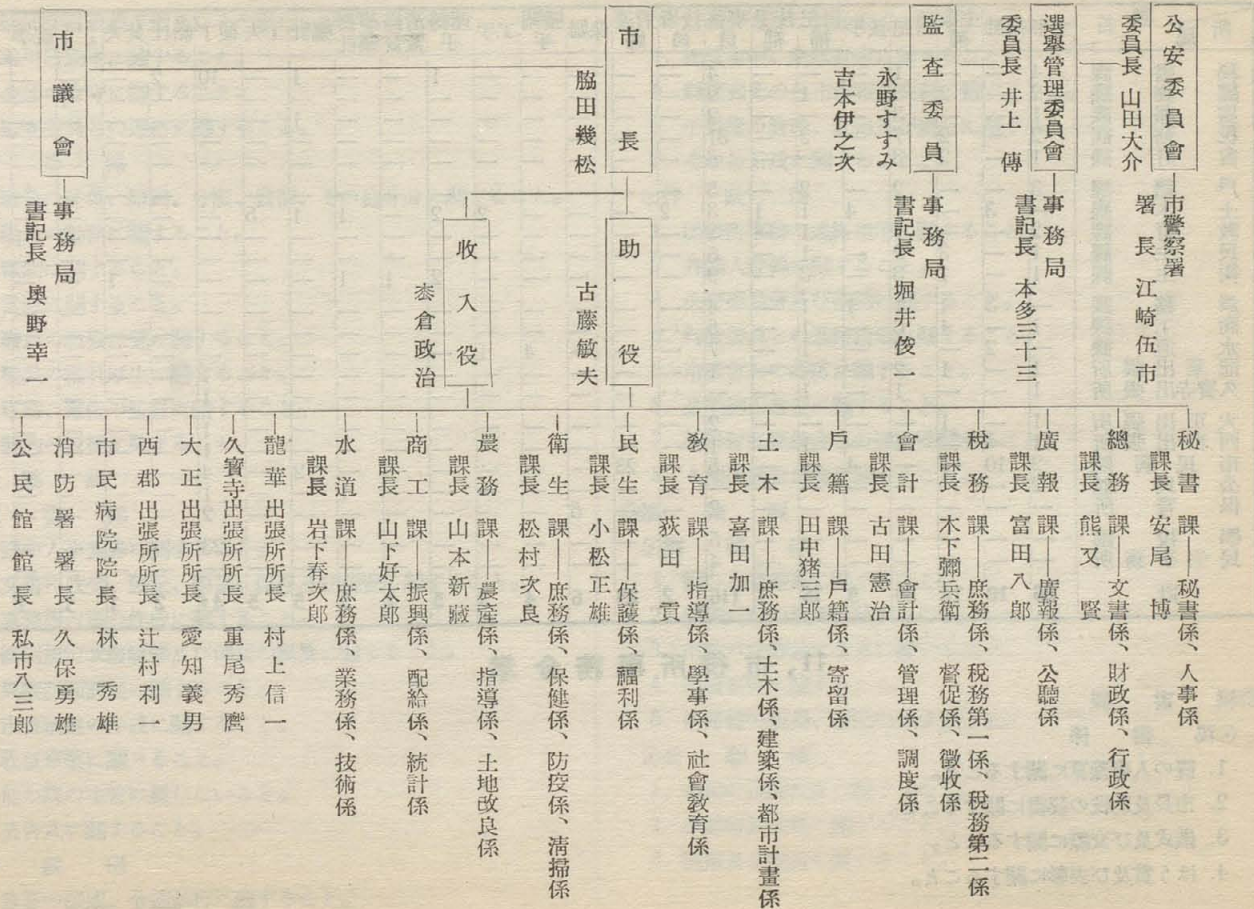 公安委員會
委員長 山田大介
市警察署
署長 江崎伍市
選擧管理委員會
委員長 井上 傳
事務局
書記長 本多三十三
監査委員
永野すすみ
吉本伊之次
事務局
書記長 堀井俊一
市長
脇田幾松
助役
古藤敏夫
收入役
倉政治
市議會
事務局
書記長 奧野幸一
秘書課 秘書係、人事係
課長 安尾 博
總務課 文書係、財政係、行政係
課長 熊又 賢
廣報課 廣報係、公聽係
課長 富田八郎
稅務課 庶務係、稅務第一係、稅務第二係
課長 木下彌兵衛 督促係、徵收係
會計課 會計係、管理係、調度係
課長 古田憲治
戶籍課 戶籍係、寄留係
課長 田中猪三郎
土木課 庶務係、土木係、建築係、都市計畫係
課長 喜田加一
敎育課 指導係、學事係、社會敎育係
課長 荻田 貢
民生課 保護係、福利係
課長 小松正雄
衛生課 庶務係、保健係、防疫係、淸掃係
課長 松村次良
農務課 農產係、指導係、土地改良係
課長 山本新藏
商工課 振興係、配給係、統計係
課長 山下好太郎
水道課 庶務係、業務係、技術係
課長 岩下春次郎
龍華出張所所長 村上信一
久寶寺出張所所長 重尾秀麿
大正出張所所長 愛知義男
西郡出張所所長 辻村利一
市民病院院長 林 秀雄
消防署署長 久保勇雄
公民館館長 私市八三郎